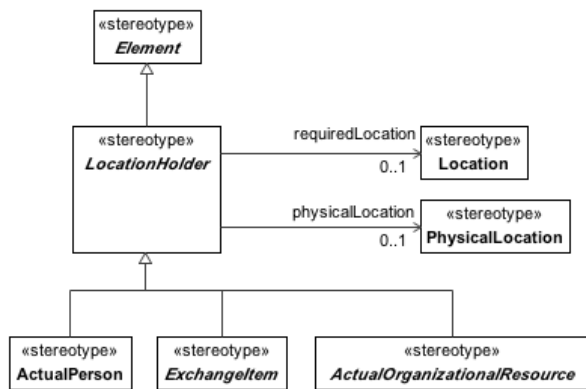 «stereotype»
Element
«stereotype»
LocationHolder
requiredLocation
0..1
«stereotype»
Location
physicalLocation
0..1
«stereotype»
PhysicalLocation
«stereotype»
ActualPerson
«stereotype»
ExchangeItem
«stereotype»
ActualOrganizationalResource